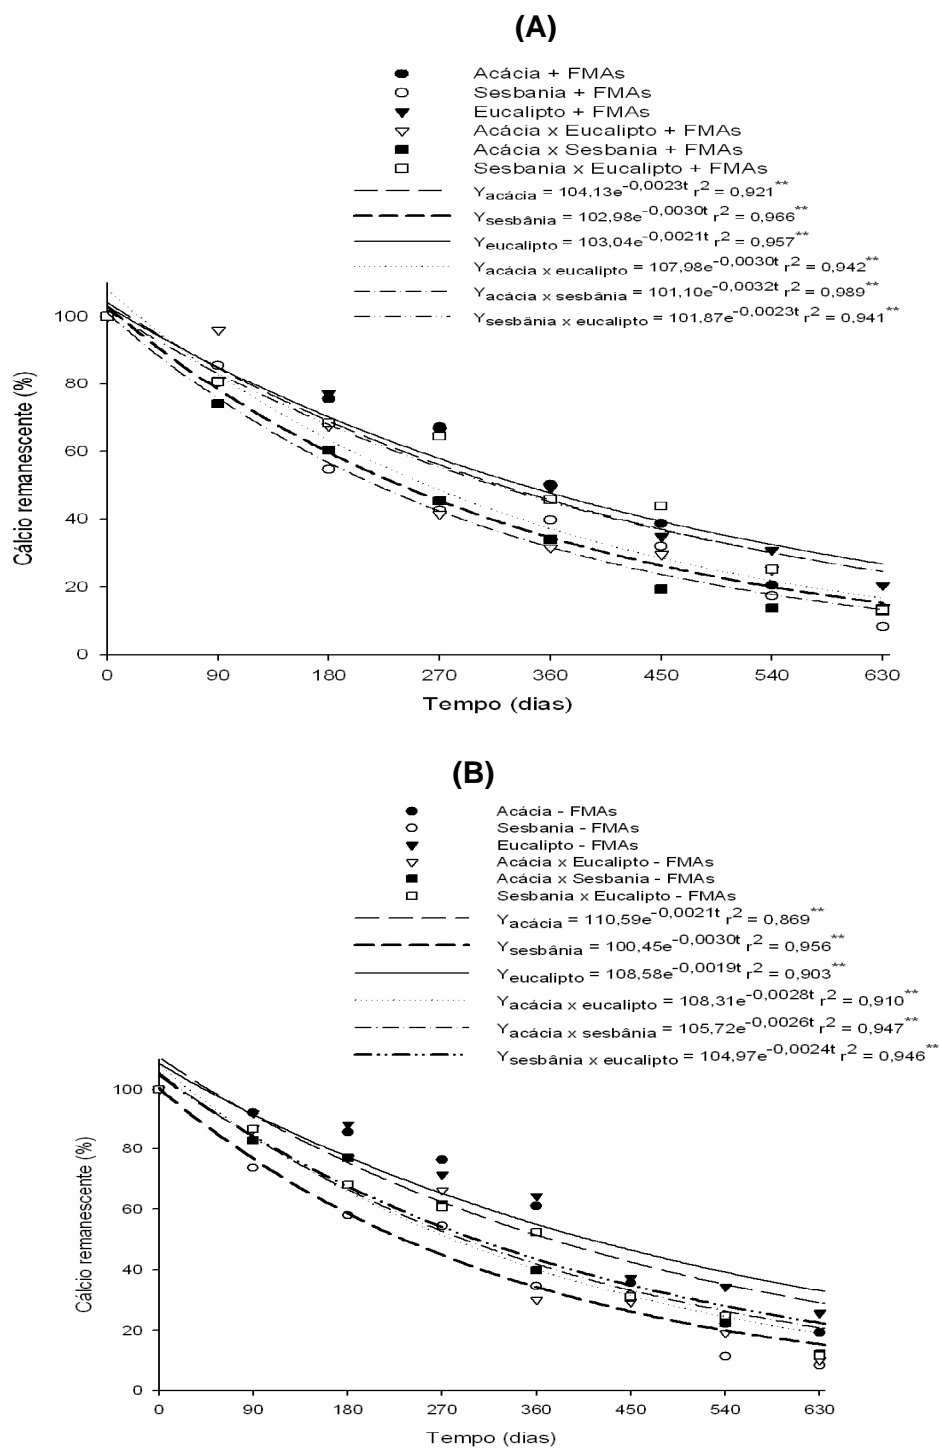 (A)
Acácia + FMAs
Sesbania + FMAs
Eucalipto + FMAs
Acácia x Eucalipto + FMAs
Acácia x Sesbania + FMAs
Sesbania x Eucalipto + FMAs
Yacácia = 104,13e-0,0023t r2 = 0,921**
Ysesbânia = 102,98e-0,0030t r2 = 0,966**
Yeucalipto = 103,04e-0,0021t r2 = 0,957**
Yacácia x eucalipto = 107,98e-0,0030t r2 = 0,942**
Yacácia x sesbânia = 101,10e-0,0032t r2 = 0,989**
Ysesbânia x eucalipto = 101,87e-0,0023t r2 = 0,941**
Cálcio remanescente (%)
100
80
60
40
20
0
0 90 180 270 360 450 540 630
Tempo (dias)
(B)
Acácia - FMAs
Sesbania - FMAs
Eucalipto - FMAs
Acácia x Eucalipto - FMAs
Acácia x Sesbania - FMAs
Sesbania x Eucalipto - FMAs
Yacácia = 110,59e-0,0021t r2 = 0,869**
Ysesbânia = 100,45e-0,0030t r2 = 0,956**
Yeucalipto = 108,58e-0,0019t r2 = 0,903**
Yacácia x eucalipto = 108,31e-0,0028t r2 = 0,910**
Yacácia x sesbânia = 105,72e-0,0026t r2 = 0,947**
Ysesbânia x eucalipto = 104,97e-0,0024t r2 = 0,946**
Cálcio remanescente (%)
100
80
60
40
20
0
0 90 180 270 360 450 540 630
Tempo (dias)